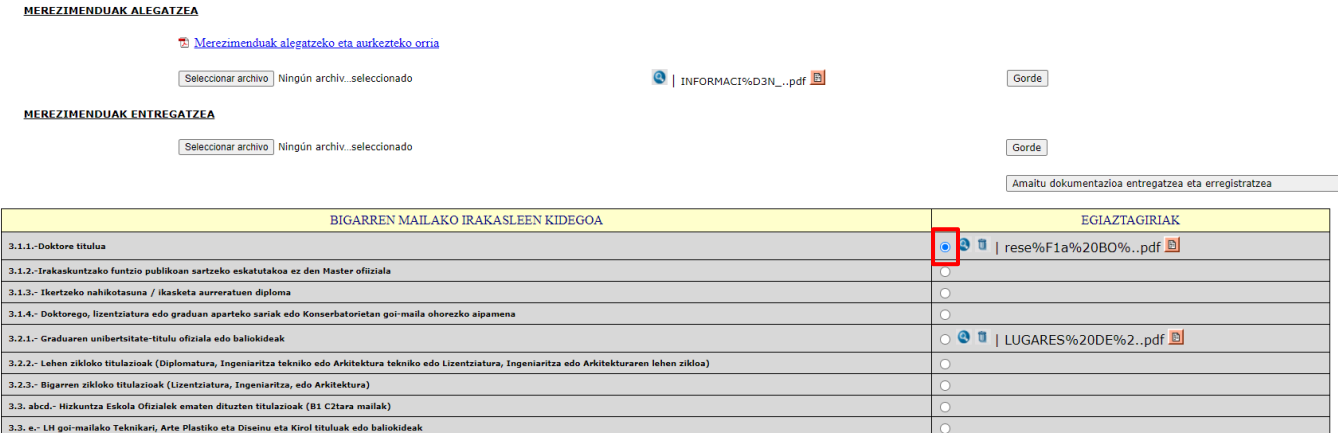 MEREZIMENDUAK ALEGATZEA
Merezimenduak alegatzeko eta aurkezteko orria
Seleccionar archivo Ningún archiv...seleccionado | INFORMACI%D3N_..pdf Gorde
MEREZIMENDUAK ENTREGATZEA
Seleccionar archivo Ningún archiv...seleccionado Gorde
Amaitu dokumentazioa entregatzea eta erregistratzea
BIGARREN MAILAKO IRAKASLEEN KIDEGOA EGIAZTAGIRIAK
3.1.1.-Doktore titulua | rese%F1a%20BO%..pdf
3.1.2.-Irakaskuntzako funtzio publikoan sartzeko eskatutakoa ez den Master ofiiziala
3.1.3.- Ikertzeko nahikotasuna / ikasketa aurreratuen diploma
3.1.4.- Doktorego, lizentziatura edo graduan aparteko sariak edo Konserbatorietan goi-maila ohorezko aipamena
3.2.1.- Graduaren unibertsitate-titulu ofiziala edo baliokideak | LUGARES%20DE%2..pdf
3.2.2.- Lehen zikloko titulazioak (Diplomatura, Ingeniaritza tekniko edo Arkitektura tekniko edo Lizentziatura, Ingeniaritza edo Arkitekturaren lehen zikloa)
3.2.3.- Bigarren zikloko titulazioak (Lizentziatura, Ingeniaritza, edo Arkitektura)
3.3. abcd.- Hizkuntza Eskola Ofizialek ematen dituzten titulazioak (B1 C2tara mailak)
3.3. e.- LH goi-mailako Teknikari, Arte Plastiko eta Diseinu eta Kirol tituluak edo baliokideak